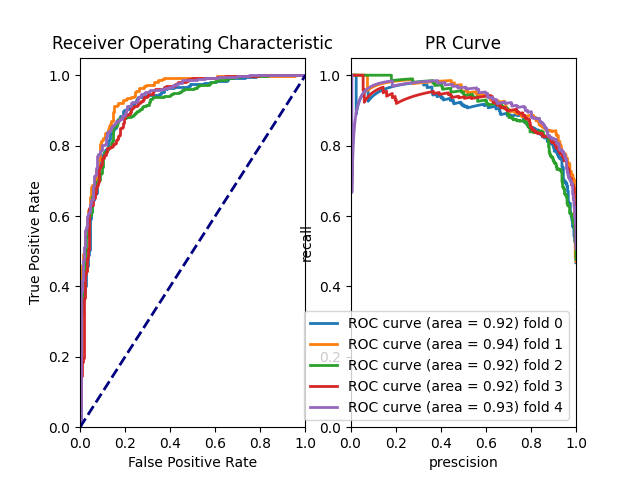 Receiver Operating Characteristic
PR Curve
1.0
0.8
0.6
0.4
0.2
0.0
True Positive Rate
0.0 0.2 0.4 0.6 0.8 1.0
False Positive Rate
1.0
0.8
0.6
0.4
0.2
0.0
recall
0.0 0.2 0.4 0.6 0.8 1.0
prescision
ROC curve (area = 0.92) fold 0
ROC curve (area = 0.94) fold 1
ROC curve (area = 0.92) fold 2
ROC curve (area = 0.92) fold 3
ROC curve (area = 0.93) fold 4